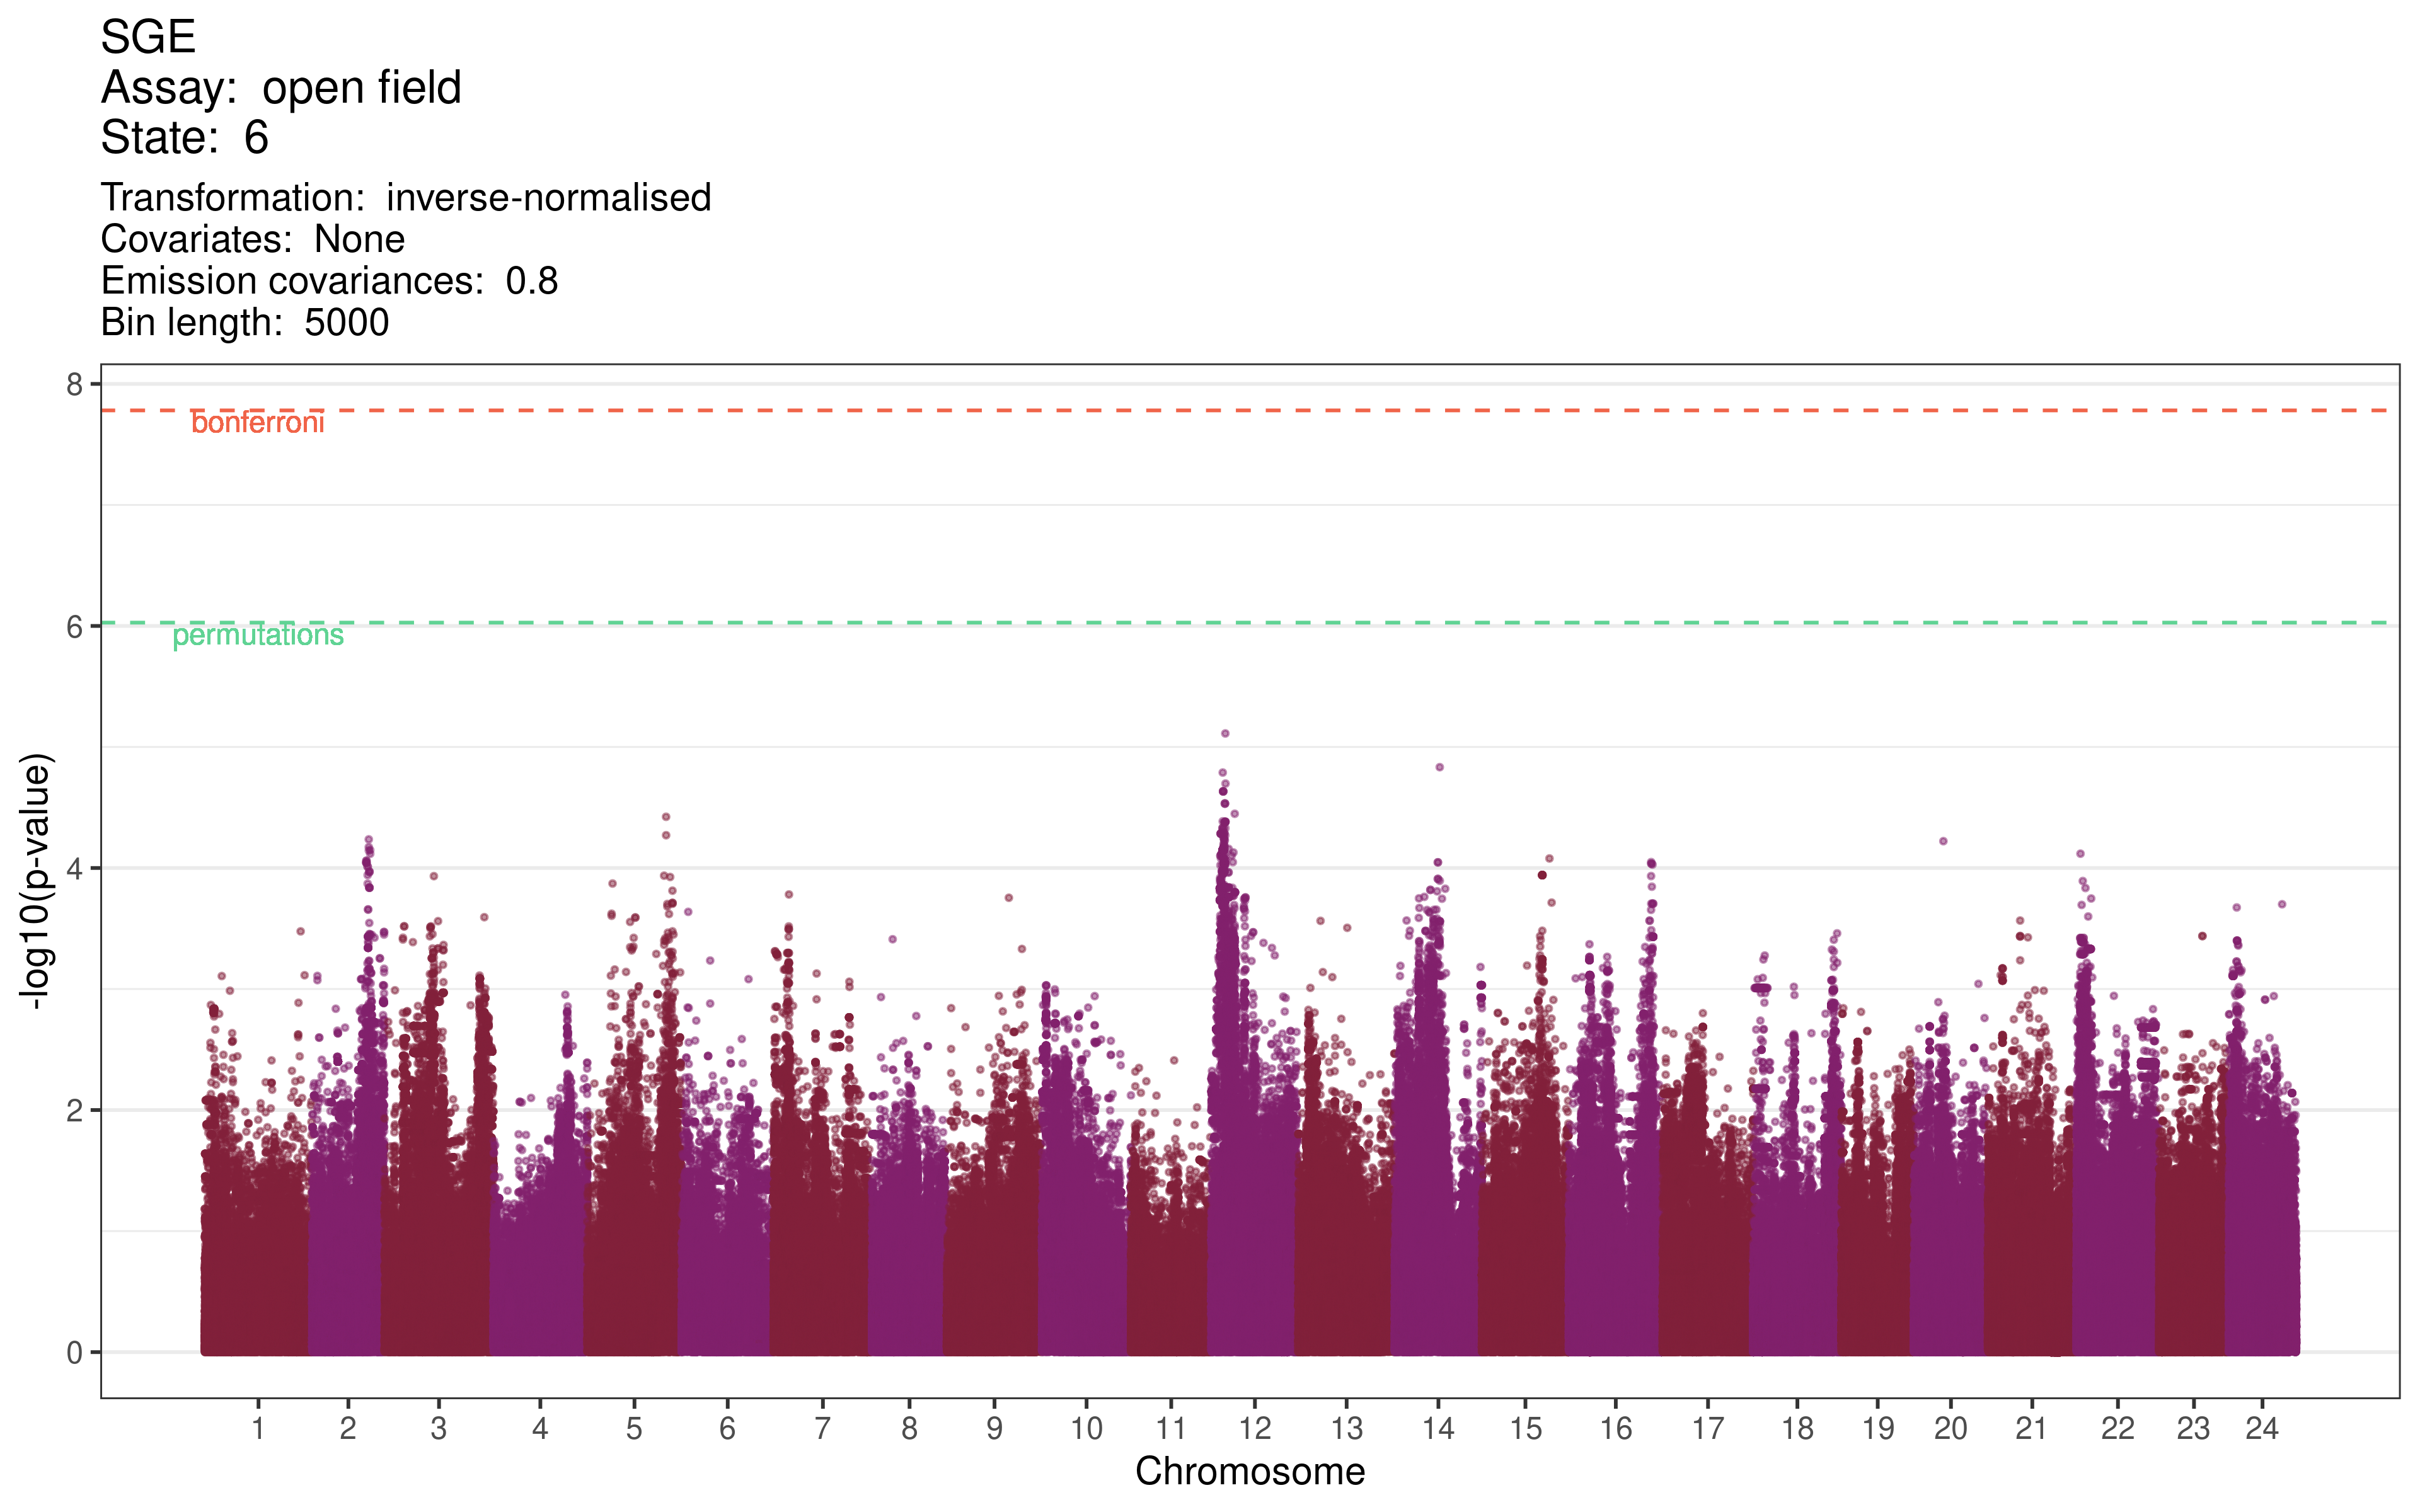 SGE
Assay:  open field
State:  6
Transformation:  inverse-normalised
Covariates:  None
Emission covariances:  0.8
Bin length:  5000
8
bonferroni
6
permutations
-log10(p-value)
4
2
0
1 2 3 4 5 6 7 8 9 10 11 12 13 14 15 16 17 18 19 20 21 22 23 24
Chromosome